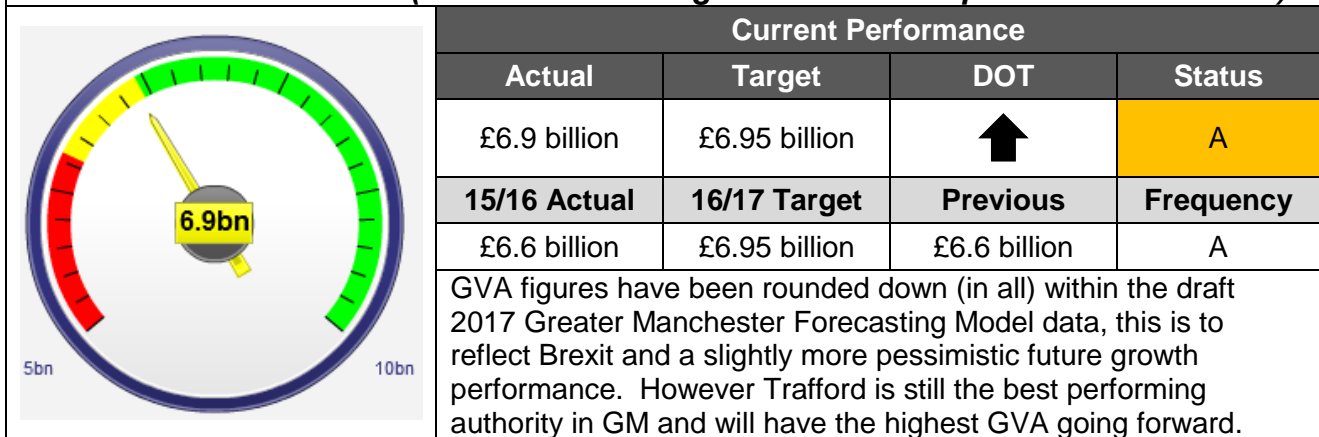 Current Performance
Actual Target DOT Status
£6.9 billion £6.95 billion A
15/16 Actual 16/17 Target Previous Frequency
£6.6 billion £6.95 billion £6.6 billion A
6.9bn
5bn 10bn
GVA figures have been rounded down (in all) within the draft
2017 Greater Manchester Forecasting Model data, this is to
reflect Brexit and a slightly more pessimistic future growth
performance. However Trafford is still the best performing
authority in GM and will have the highest GVA going forward.